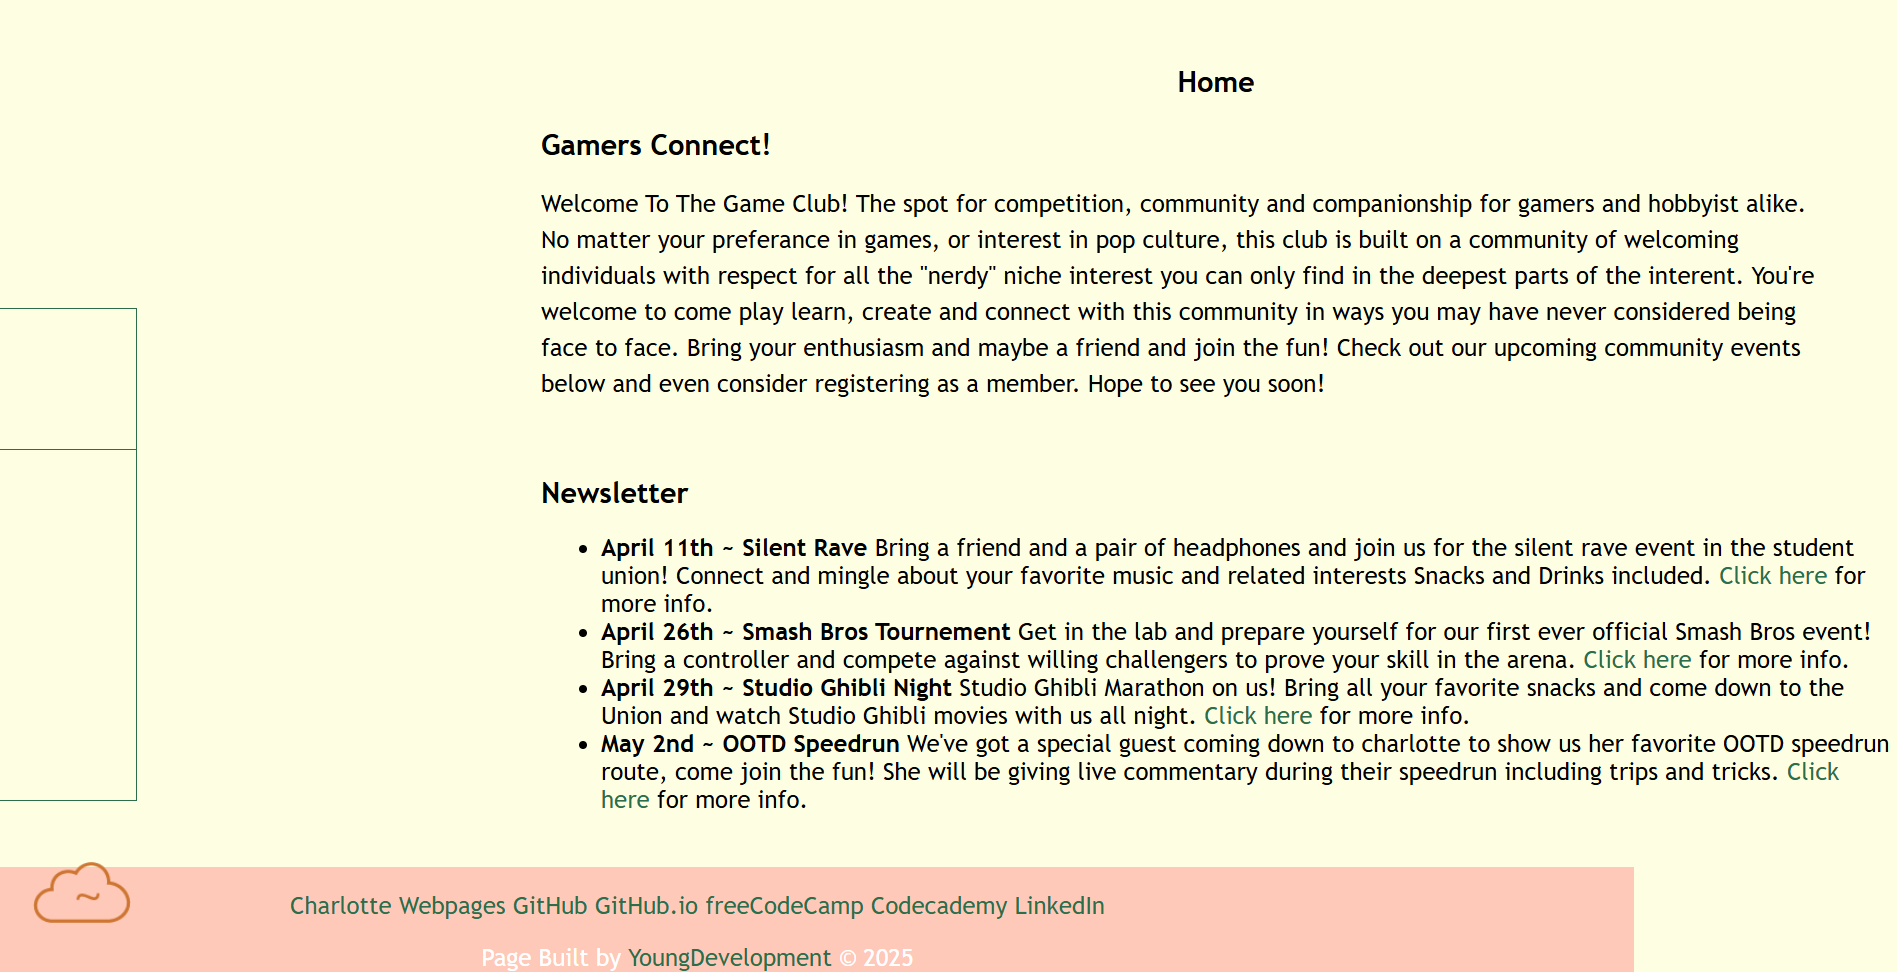 Home
Gamers Connect!
Welcome To The Game Club! The spot for competition, community and companionship for gamers and hobbyist alike.
No matter your preferance in games, or interest in pop culture, this club is built on a community of welcoming
individuals with respect for all the "nerdy" niche interest you can only find in the deepest parts of the interent. You're
welcome to come play learn, create and connect with this community in ways you may have never considered being
face to face. Bring your enthusiasm and maybe a friend and join the fun! Check out our upcoming community events
below and even consider registering as a member. Hope to see you soon!
Newsletter
• April 11th ~ Silent Rave Bring a friend and a pair of headphones and join us for the silent rave event in the student
union! Connect and mingle about your favorite music and related interests Snacks and Drinks included. Click here for
more info.
• April 26th ~ Smash Bros Tournement Get in the lab and prepare yourself for our first ever official Smash Bros event!
Bring a controller and compete against willing challengers to prove your skill in the arena. Click here for more info.
• April 29th ~ Studio Ghibli Night Studio Ghibli Marathon on us! Bring all your favorite snacks and come down to the
Union and watch Studio Ghibli movies with us all night. Click here for more info.
• May 2nd ~ OOTD Speedrun We've got a special guest coming down to charlotte to show us her favorite OOTD speedrun
route, come join the fun! She will be giving live commentary during their speedrun including trips and tricks. Click
here for more info.
~
Charlotte Webpages GitHub GitHub.io freeCodeCamp Codecademy LinkedIn
Page Built by YoungDevelopment © 2025